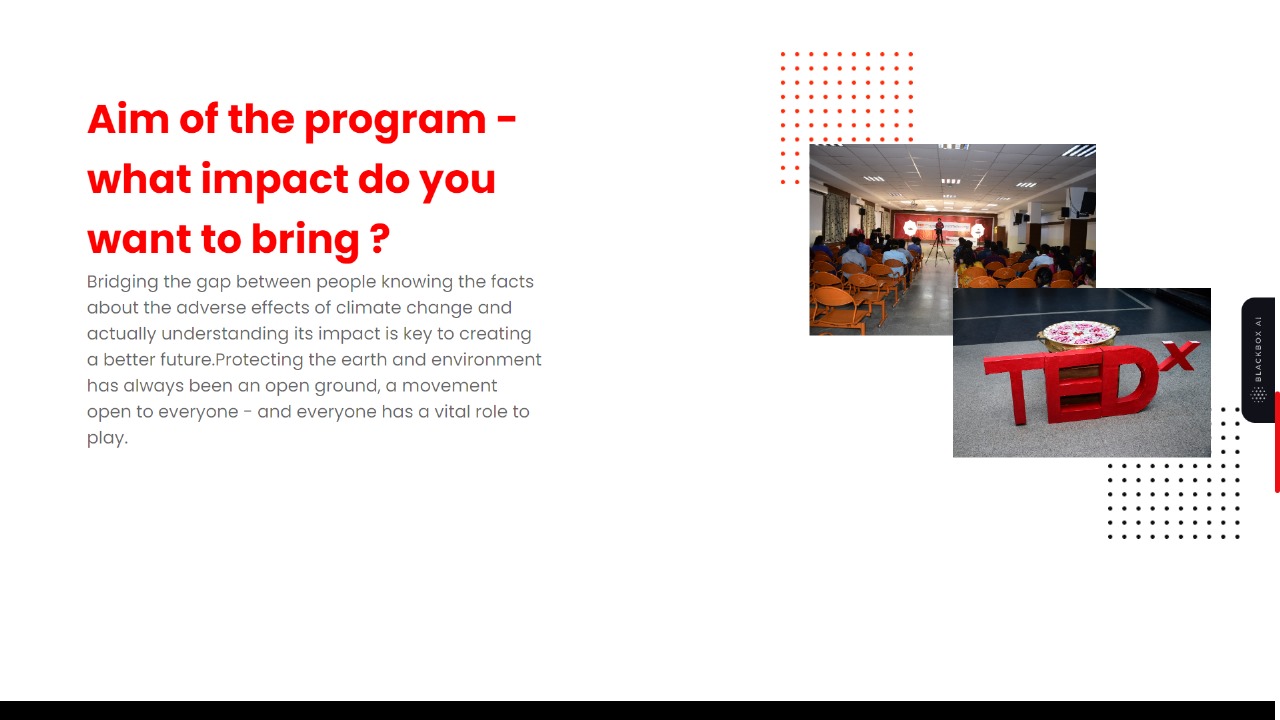 Aim of the program -
what impact do you
want to bring ?
Bridging the gap between people knowing the facts
about the adverse effects of climate change and
actually understanding its impact is key to creating
a better future.Protecting the earth and environment
has always been an open ground, a movement
open to everyone - and everyone has a vital role to
play.
TEDx
BLACKBOX AI